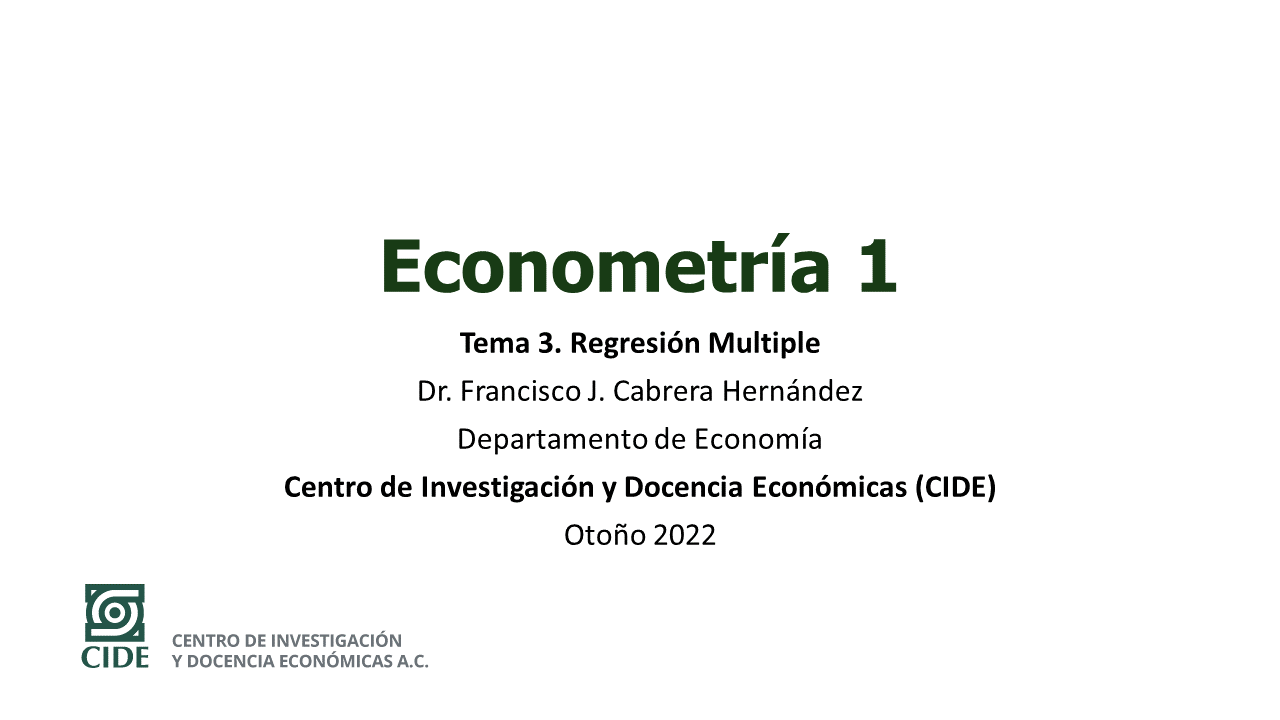 Econometría 1
Tema 3. Regresión Multiple
Dr. Francisco J. Cabrera Hernández
Departamento de Economía
Centro de Investigación y Docencia Económicas (CIDE)
Otoño 2022
CIDE
CENTRO DE INVESTIGACIÓN
Y DOCENCIA ECONÓMICAS A.C.